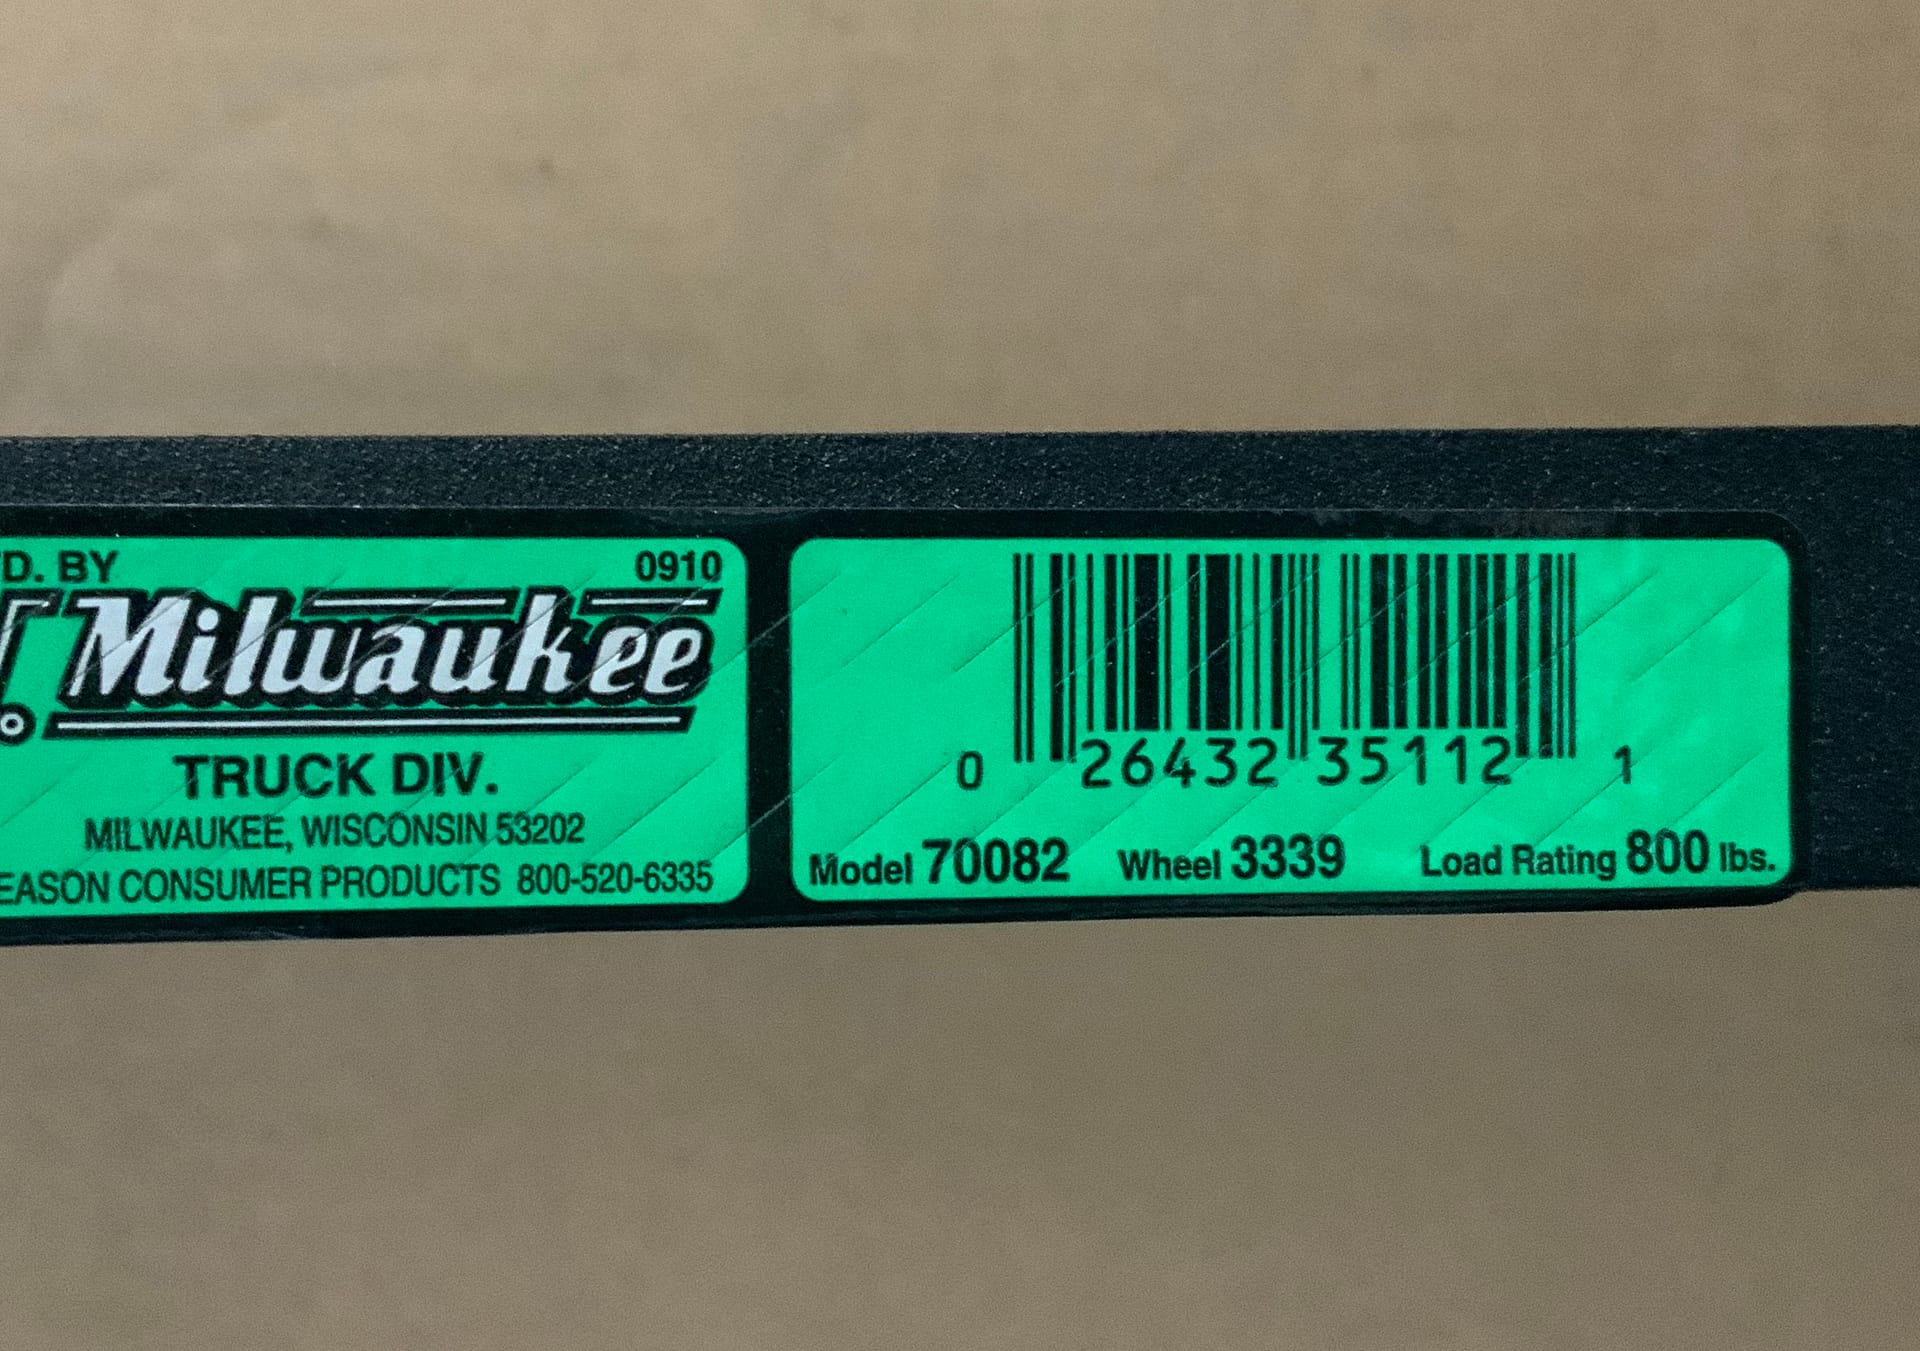 D. BY 0910
Milwaukee
TRUCK DIV.
MILWAUKEE, WISCONSIN 53202
EASON CONSUMER PRODUCTS 800-520-6335
0 26432 35112 1
Model 70082 Wheel 3339 Load Rating 800 lbs.